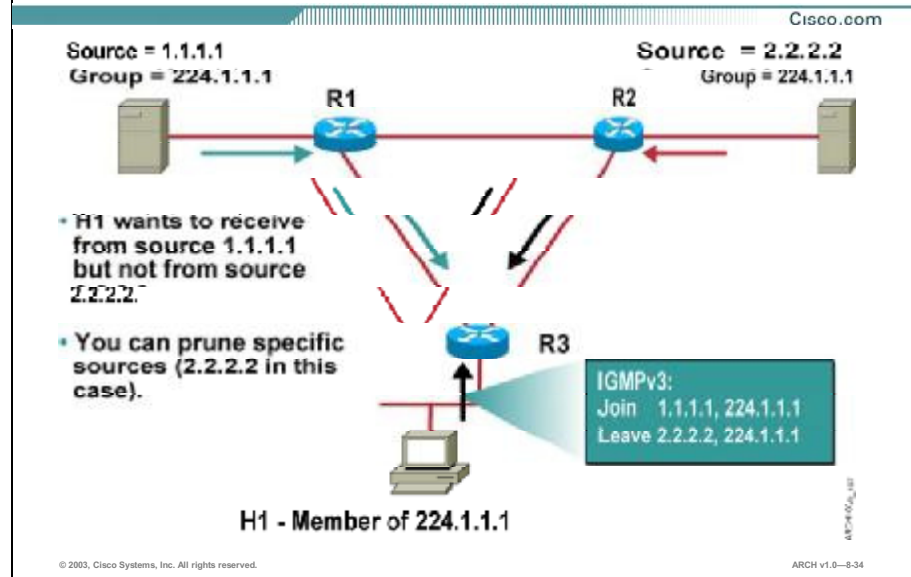 Cisco.com
Source = 1.1.1.1
Group = 224.1.1.1
Source = 2.2.2.2
Group = 224.1.1.1
R1
R2
• H1 wants to receive
from source 1.1.1.1
but not from source
2.2.2.2.
• You can prune specific
sources (2.2.2.2 in this
case).
R3
IGMPv3:
Join 1.1.1.1, 224.1.1.1
Leave 2.2.2.2, 224.1.1.1
H1 - Member of 224.1.1.1
© 2003, Cisco Systems, Inc. All rights reserved.
ARCH v1.0—8-34